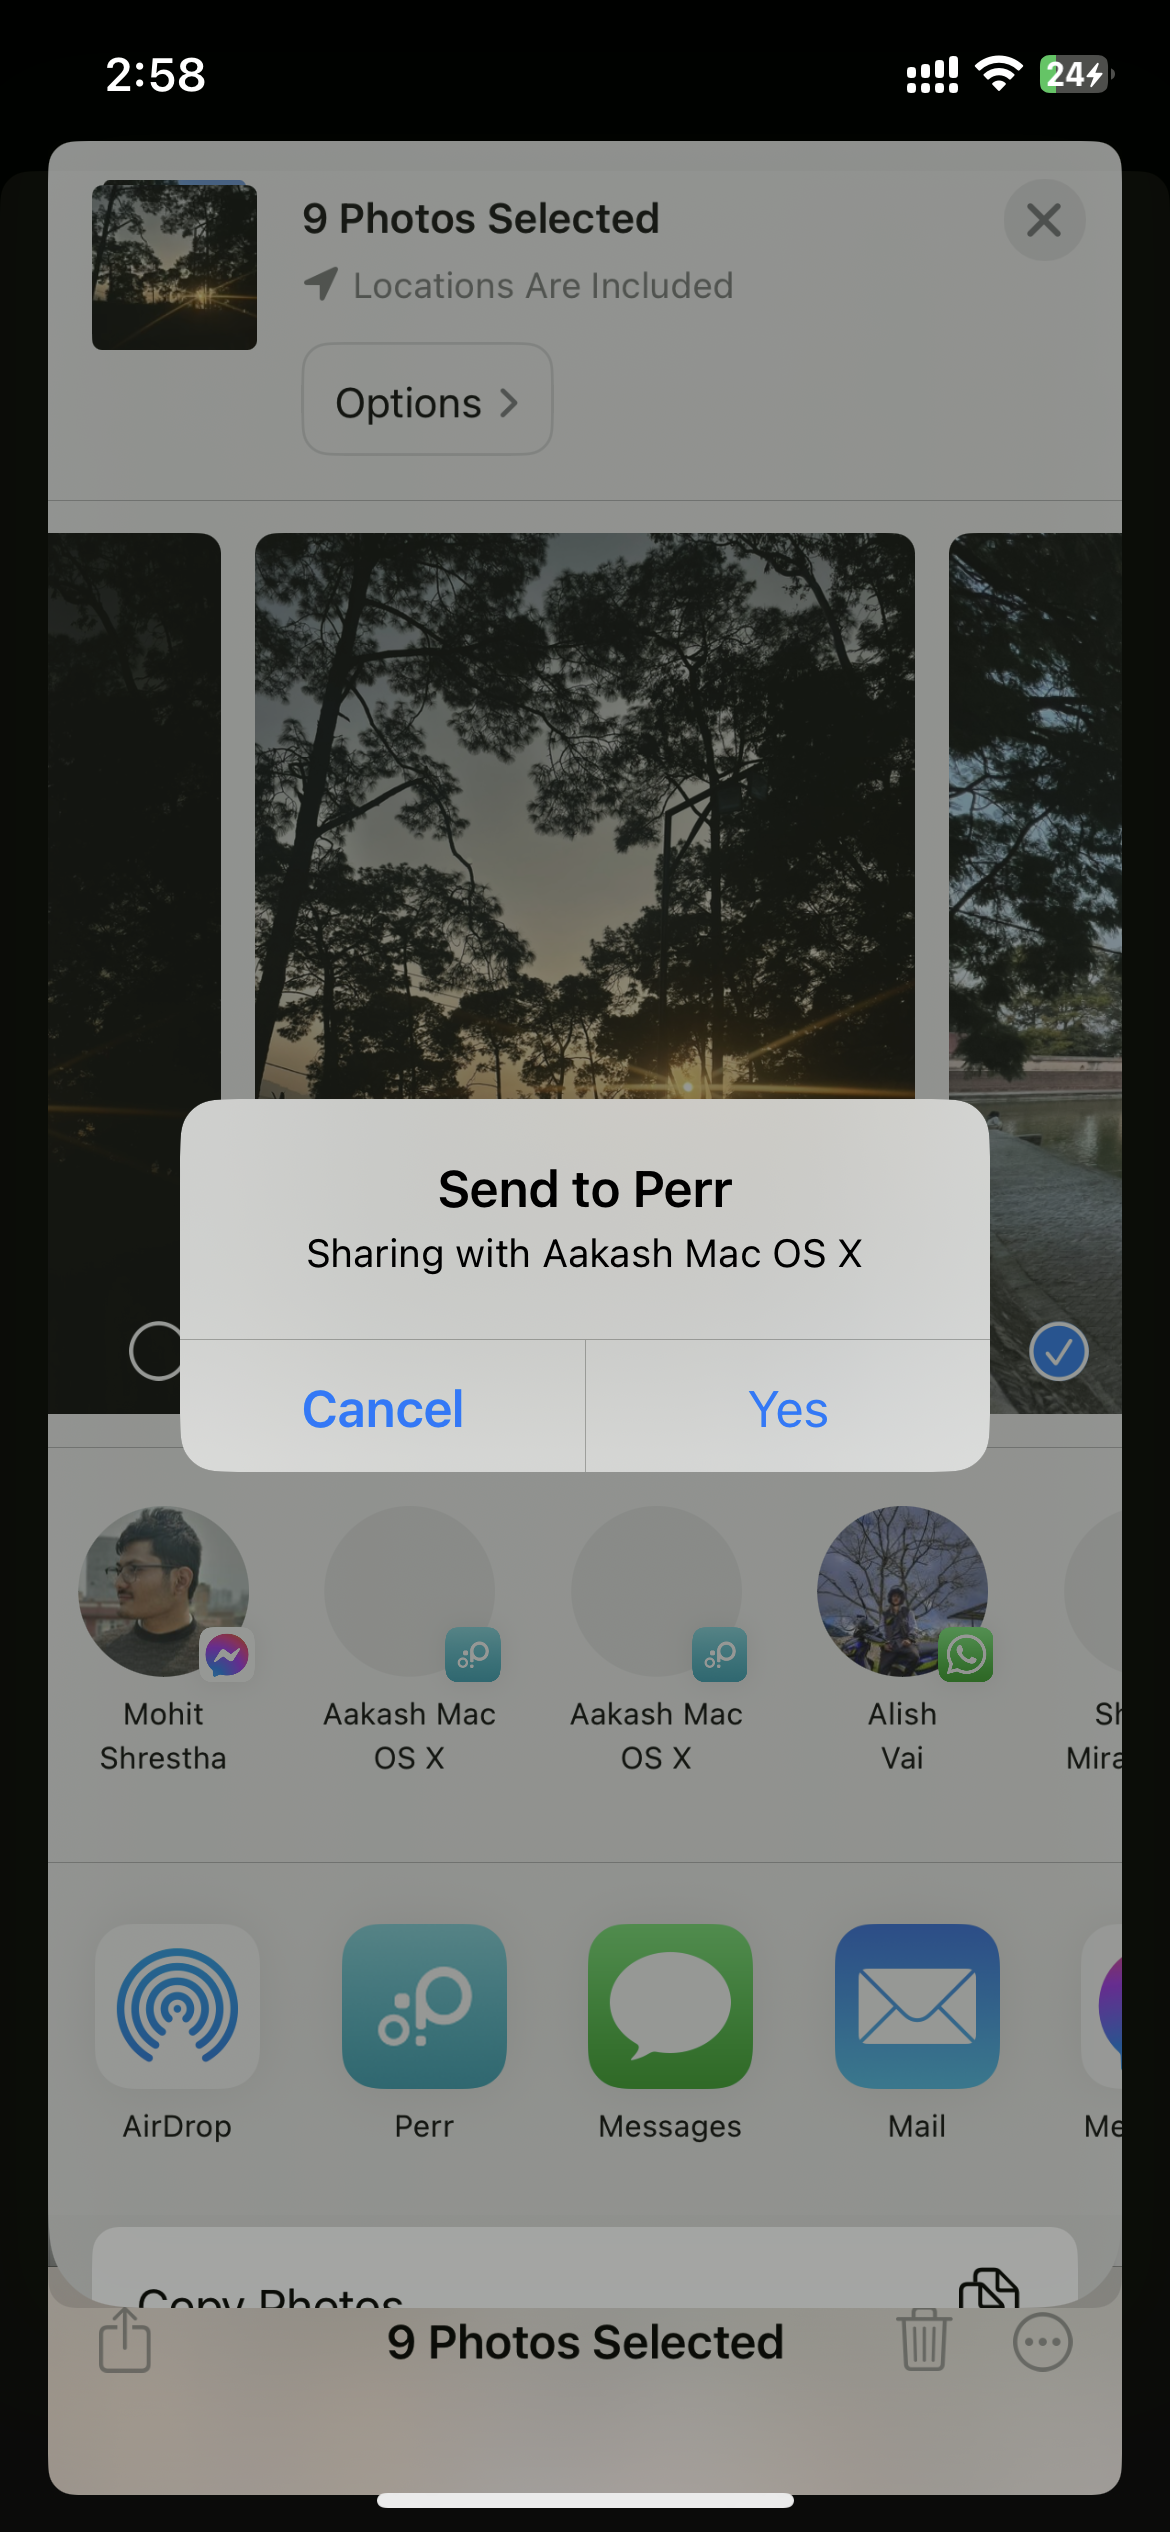 2:58
24
9 Photos Selected
Locations Are Included
Options
Send to Perr
Sharing with Aakash Mac OS X
Cancel
Yes
Mohit
Shrestha
Aakash Mac
OS X
Aakash Mac
OS X
Alish
Vai
Sh
Mira
AirDrop
Perr
Messages
Mail
Me
Copy Photos
9 Photos Selected